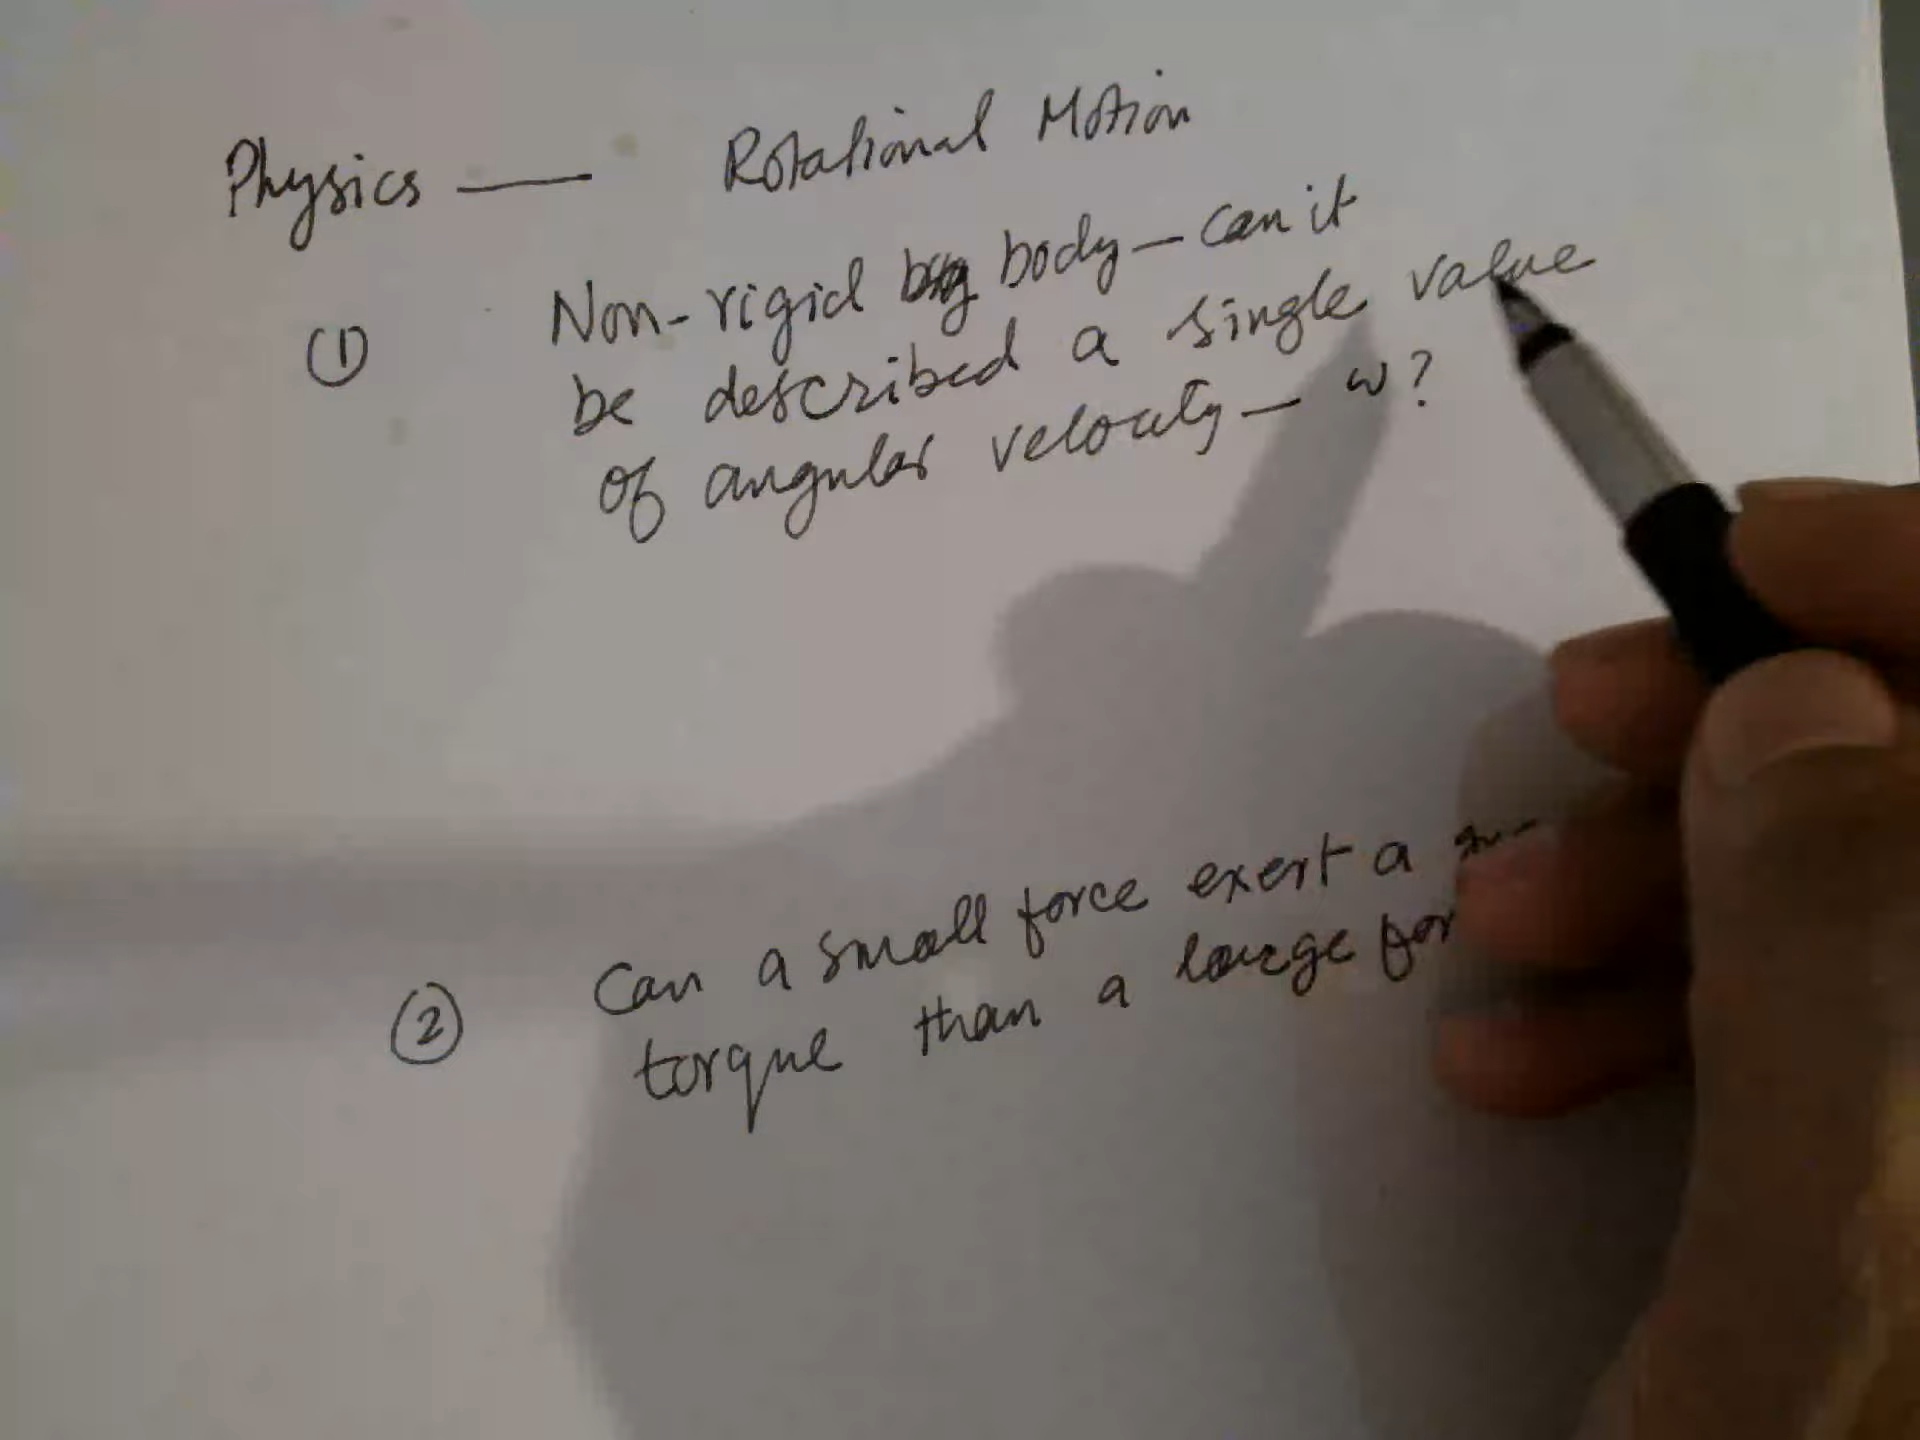 Physics — Rotational Motion
① Non-rigid body – can it
be described a single value
of angular velocity – ω?
② Can a small force exert a
torque than a large